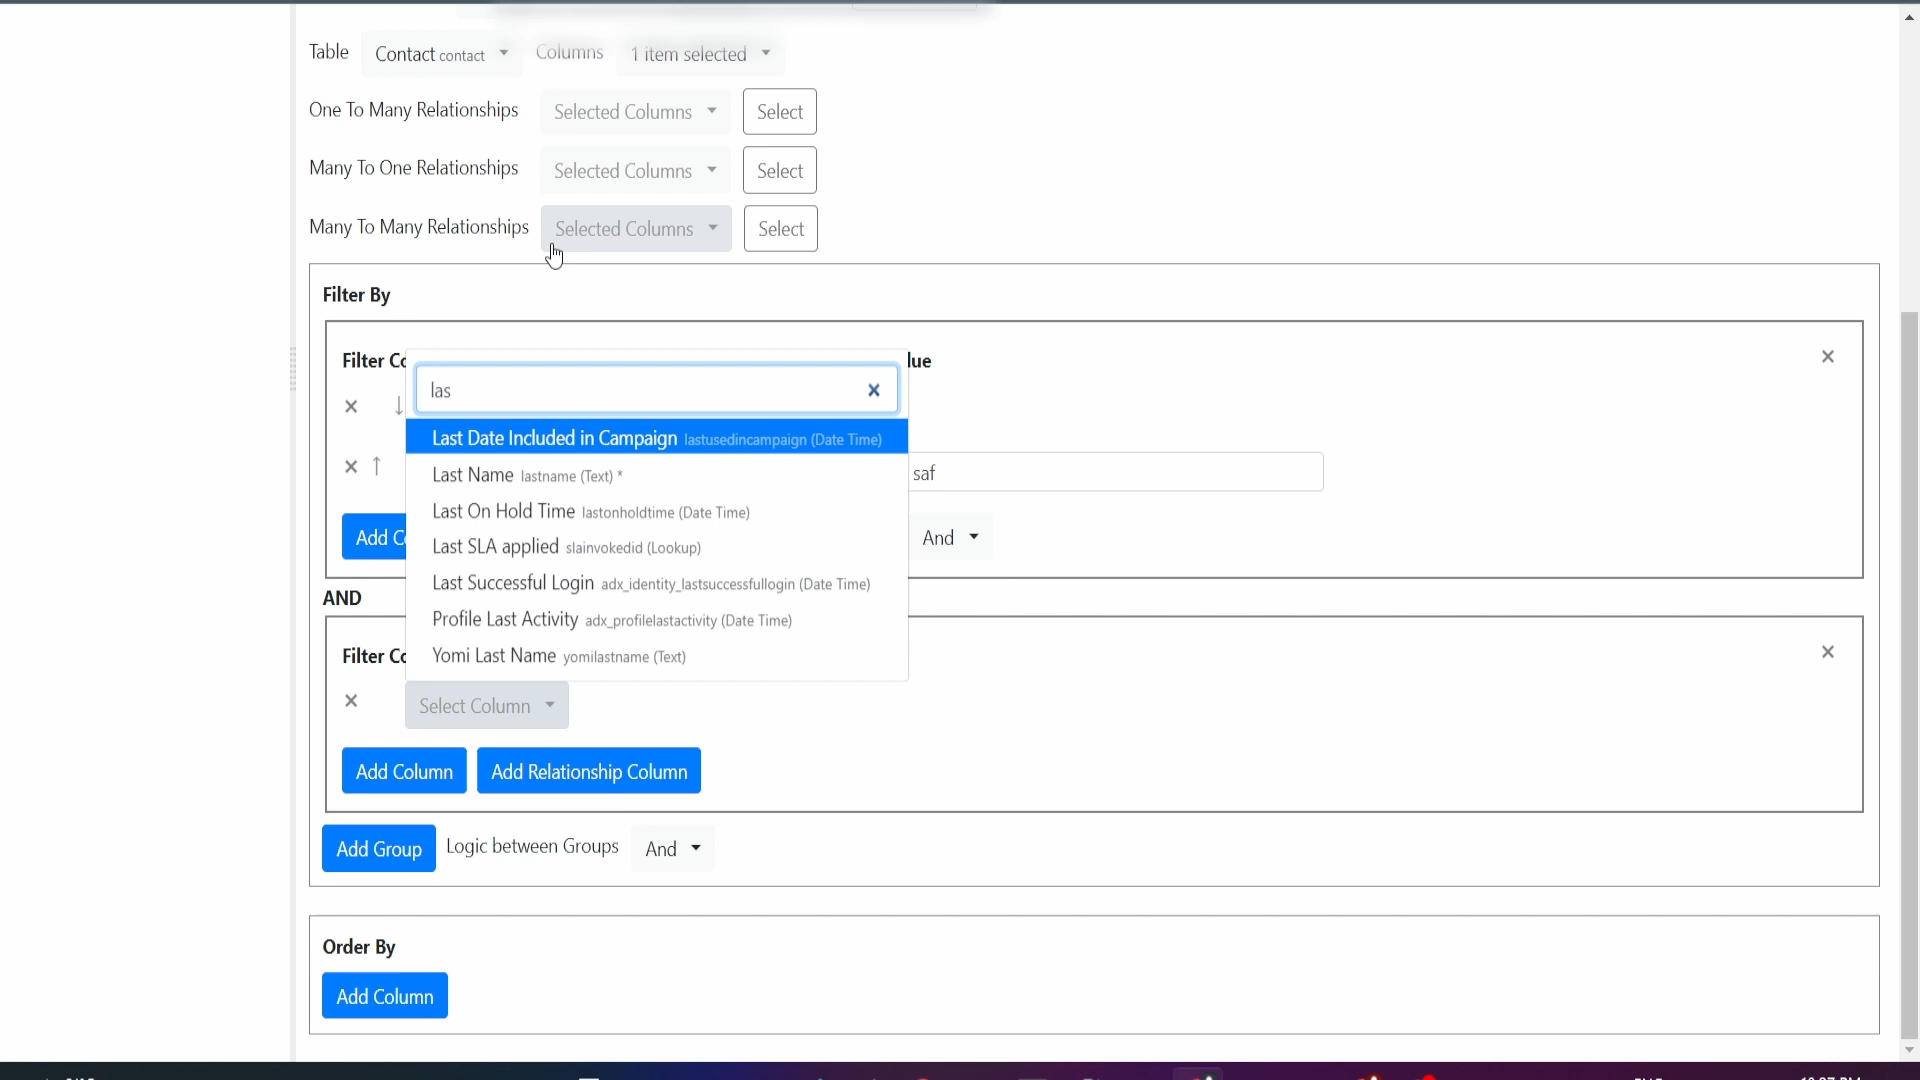 Table Contact contact Columns 1 item selected
One To Many Relationships Selected Columns Select
Many To One Relationships Selected Columns Select
Many To Many Relationships Selected Columns Select
Filter By
Filter Co lue
las
Last Date Included in Campaign lastusedincampaign (Date Time)
Last Name lastname (Text) *
saf
Last On Hold Time lastonholdtime (Date Time)
Add Co And
Last SLA applied slainvokedid (Lookup)
Last Successful Login adx_identity_lastsuccessfullogin (Date Time)
AND
Profile Last Activity adx_profilelastactivity (Date Time)
Filter Co Yomi Last Name yomilastname (Text)
Select Column
Add Column Add Relationship Column
Add Group Logic between Groups And
Order By
Add Column